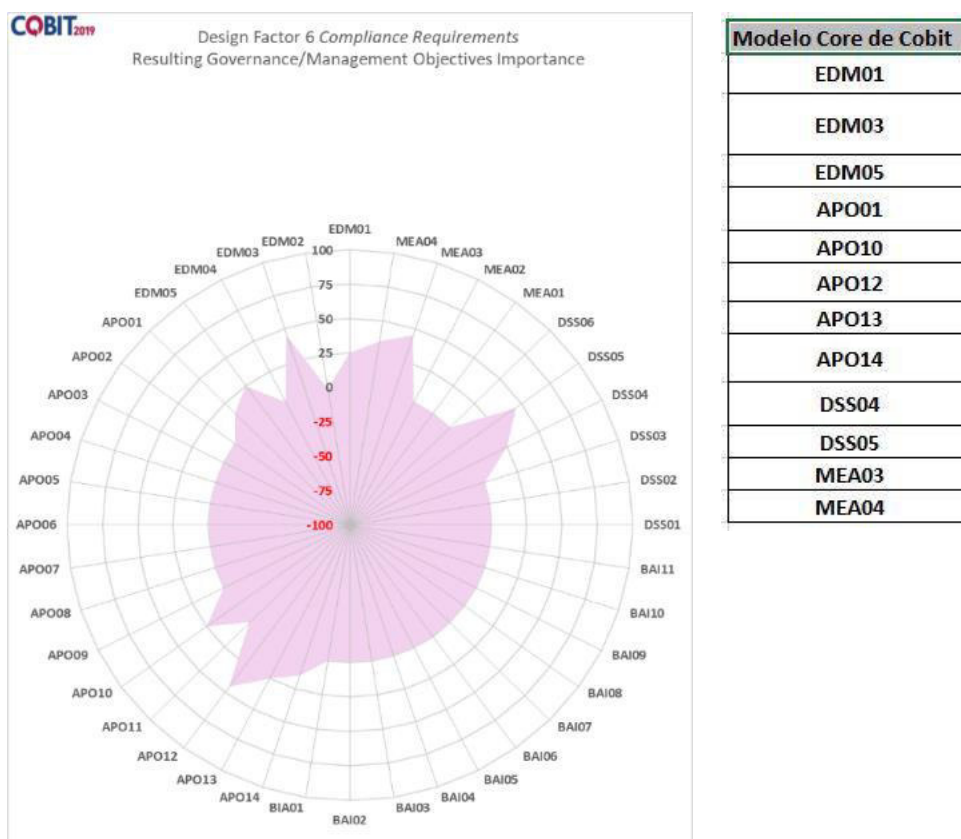 COBIT 2019
Design Factor 6 Compliance Requirements
Resulting Governance/Management Objectives Importance
EDM01
EDM02
EDM03
EDM04
EDM05
APO01
APO02
APO03
APO04
APO05
APO06
APO07
APO08
APO09
APO10
APO11
APO12
APO13
APO14
BIA01
BAI02
BAI03
BAI04
BAI05
BAI06
BAI07
BAI08
BAI09
BAI10
BAI11
DSS01
DSS02
DSS03
DSS04
DSS05
DSS06
MEA01
MEA02
MEA03
MEA04
100
75
50
25
0
-25
-50
-75
-100
Modelo Core de Cobit
EDM01
EDM03
EDM05
APO01
APO10
APO12
APO13
APO14
DSS04
DSS05
MEA03
MEA04